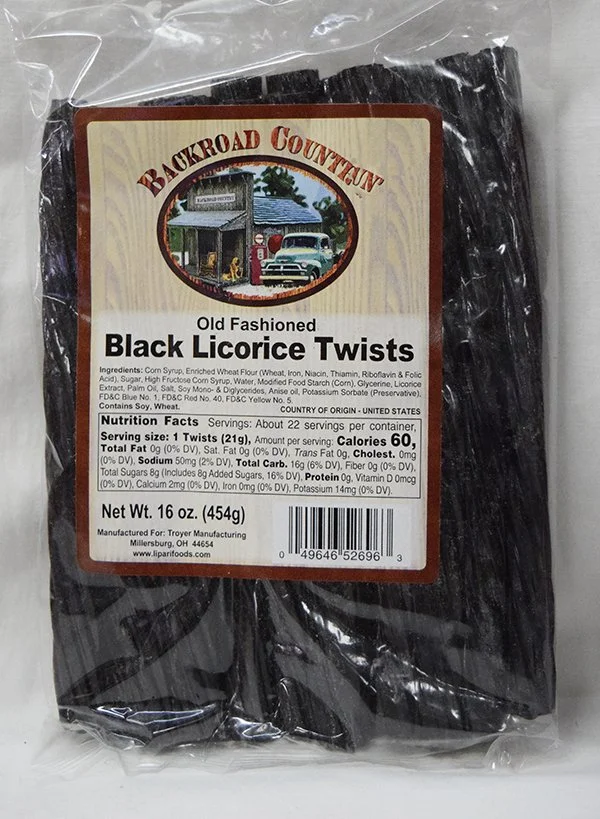 BACKROAD COUNTRY
BACKROAD COUNTRY
Old Fashioned
Black Licorice Twists
Ingredients: Corn Syrup, Enriched Wheat Flour (Wheat, Iron, Niacin, Thiamin, Riboflavin & Folic
Acid), Sugar, High Fructose Corn Syrup, Water, Modified Food Starch (Corn), Glycerine, Licorice
Extract, Palm Oil, Salt, Soy Mono- & Diglycerides, Anise oil, Potassium Sorbate (Preservative),
FD&C Blue No. 1, FD&C Red No. 40, FD&C Yellow No. 5.
Contains Soy, Wheat. COUNTRY OF ORIGIN - UNITED STATES
Nutrition Facts Servings: About 22 servings per container,
Serving size: 1 Twists (21g), Amount per serving: Calories 60,
Total Fat 0g (0% DV), Sat. Fat 0g (0% DV), Trans Fat 0g, Cholest. 0mg
(0% DV), Sodium 50mg (2% DV), Total Carb. 16g (6% DV), Fiber 0g (0% DV),
Total Sugars 8g (Includes 8g Added Sugars, 16% DV), Protein 0g, Vitamin D 0mcg
(0% DV), Calcium 2mg (0% DV), Iron 0mg (0% DV), Potassium 14mg (0% DV).
Net Wt. 16 oz. (454g)
Manufactured For: Troyer Manufacturing
Millersburg, OH 44654
www.liparifoods.com
0 49646 52696 3